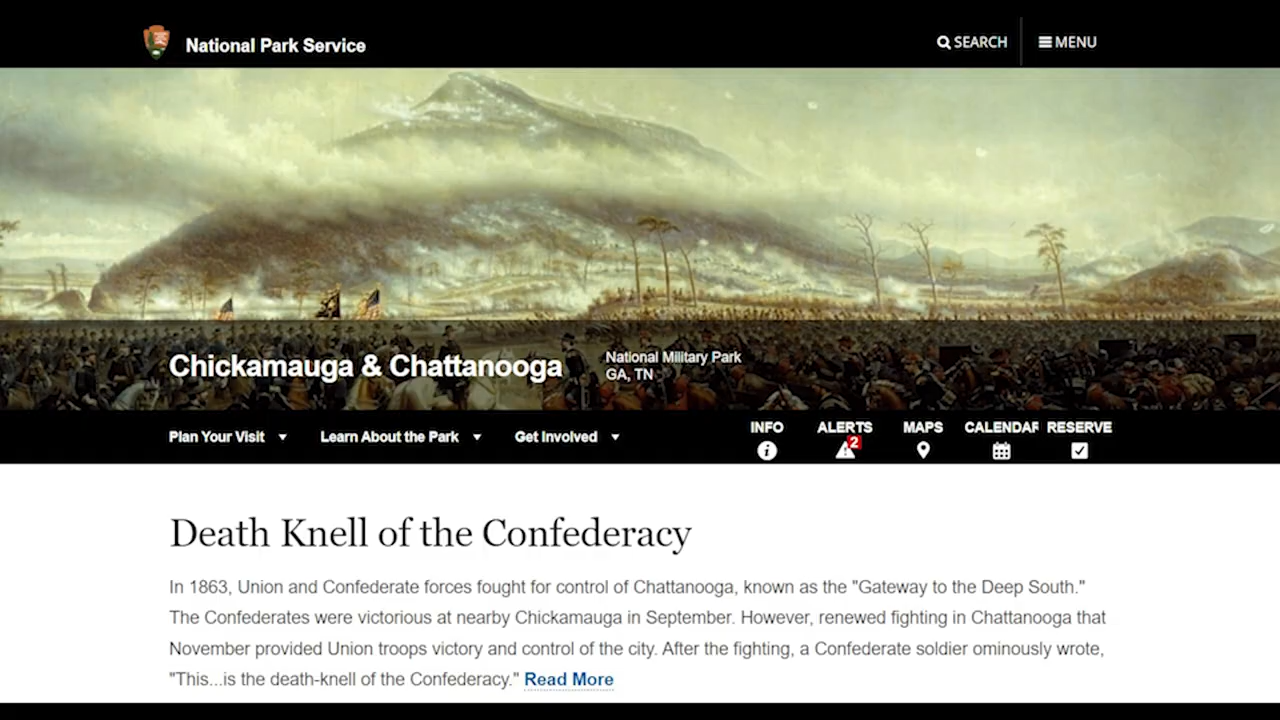 National Park Service
SEARCH
MENU
Chickamauga & Chattanooga
National Military Park
GA, TN
Plan Your Visit
Learn About the Park
Get Involved
INFO
ALERTS
2
MAPS
CALENDAR
RESERVE
Death Knell of the Confederacy
In 1863, Union and Confederate forces fought for control of Chattanooga, known as the "Gateway to the Deep South."
The Confederates were victorious at nearby Chickamauga in September. However, renewed fighting in Chattanooga that
November provided Union troops victory and control of the city. After the fighting, a Confederate soldier ominously wrote,
"This...is the death-knell of the Confederacy." Read More